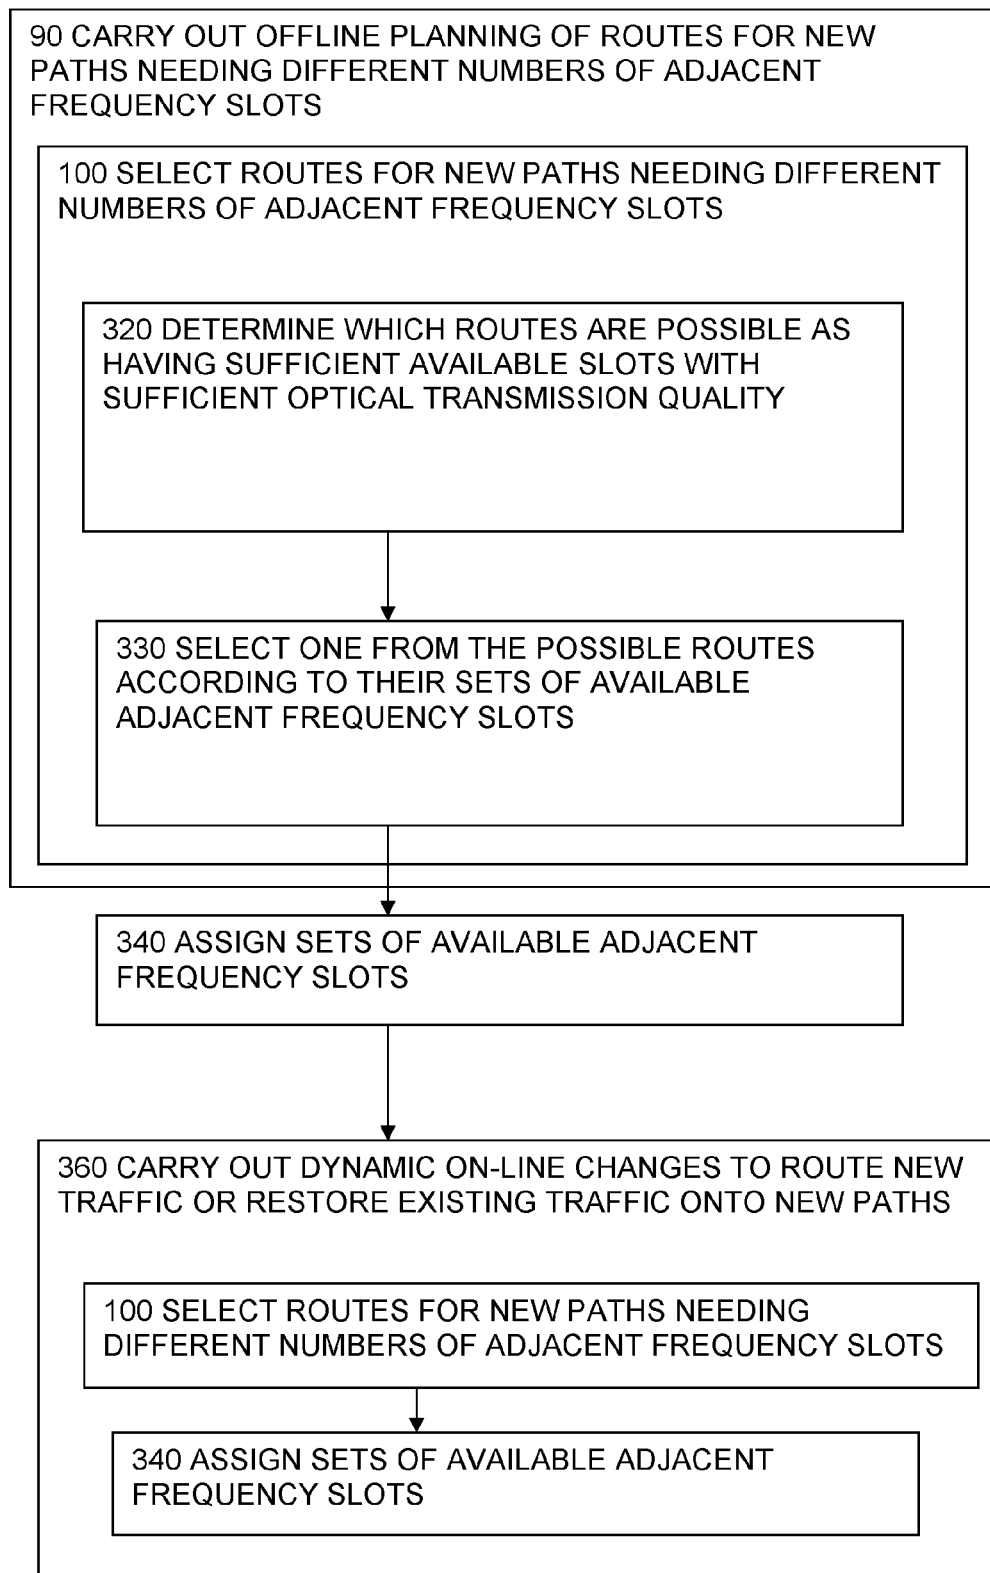 90 CARRY OUT OFFLINE PLANNING OF ROUTES FOR NEW
PATHS NEEDING DIFFERENT NUMBERS OF ADJACENT
FREQUENCY SLOTS
100 SELECT ROUTES FOR NEW PATHS NEEDING DIFFERENT
NUMBERS OF ADJACENT FREQUENCY SLOTS
320 DETERMINE WHICH ROUTES ARE POSSIBLE AS
HAVING SUFFICIENT AVAILABLE SLOTS WITH
SUFFICIENT OPTICAL TRANSMISSION QUALITY
330 SELECT ONE FROM THE POSSIBLE ROUTES
ACCORDING TO THEIR SETS OF AVAILABLE
ADJACENT FREQUENCY SLOTS
340 ASSIGN SETS OF AVAILABLE ADJACENT
FREQUENCY SLOTS
360 CARRY OUT DYNAMIC ON-LINE CHANGES TO ROUTE NEW
TRAFFIC OR RESTORE EXISTING TRAFFIC ONTO NEW PATHS
100 SELECT ROUTES FOR NEW PATHS NEEDING
DIFFERENT NUMBERS OF ADJACENT FREQUENCY SLOTS
340 ASSIGN SETS OF AVAILABLE ADJACENT
FREQUENCY SLOTS